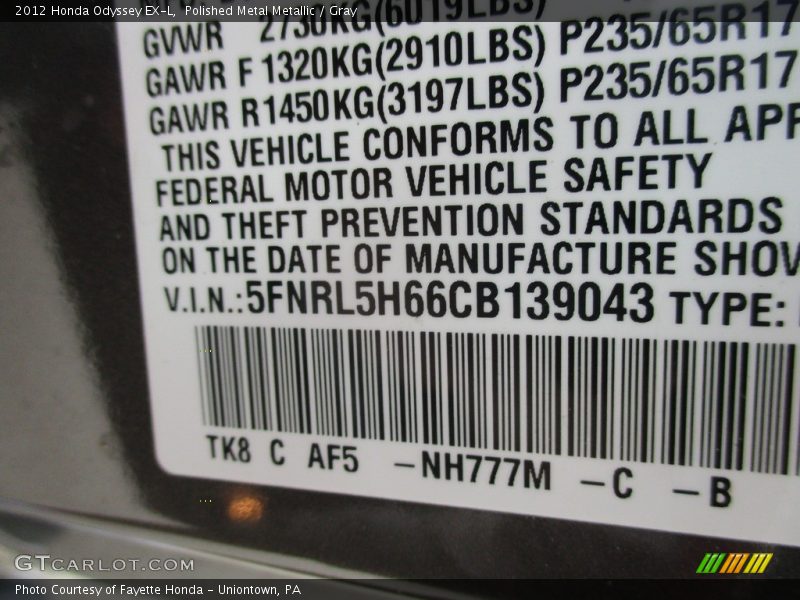 2012 Honda Odyssey EX-L, Polished Metal Metallic / Gray
GVWR 2730KG(6019LBS)
GAWR F 1320KG(2910LBS) P235/65R17
GAWR R1450KG(3197LBS) P235/65R17
THIS VEHICLE CONFORMS TO ALL APP
FEDERAL MOTOR VEHICLE SAFETY
AND THEFT PREVENTION STANDARDS
ON THE DATE OF MANUFACTURE SHOW
V.I.N.:5FNRL5H66CB139043 TYPE:
TK8 C AF5 -NH777M -C -B
GTCARLOT.COM
Photo Courtesy of Fayette Honda - Uniontown, PA